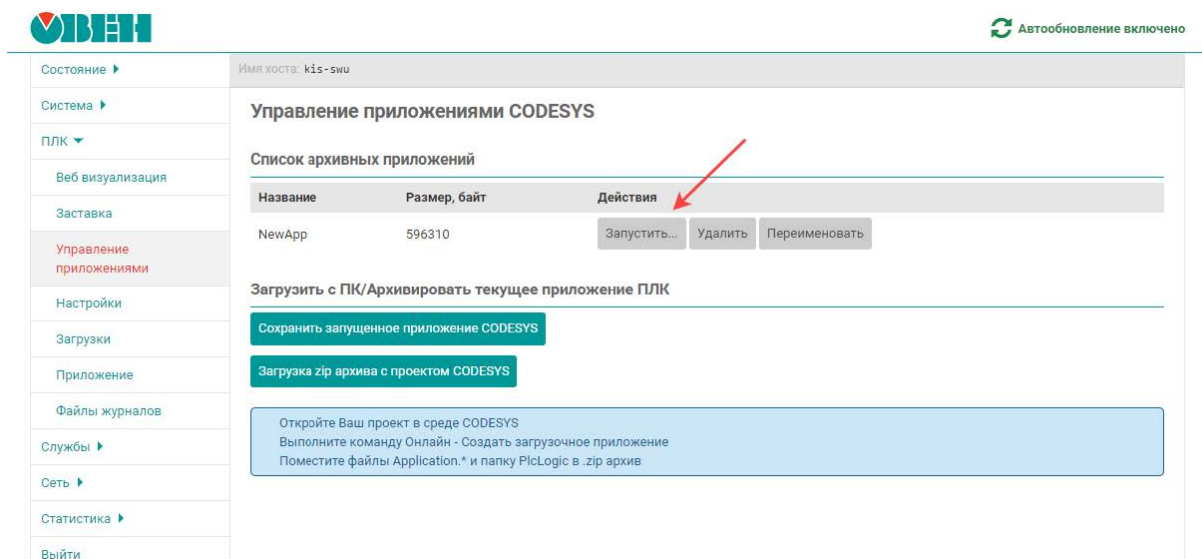 ОВЕН
Автообновление включено
Состояние
Имя хоста: kis-swu
Система
ПЛК
Веб визуализация
Заставка
Управление
приложениями
Настройки
Загрузки
Приложение
Файлы журналов
Службы
Сеть
Статистика
Выйти
Управление приложениями CODESYS
Список архивных приложений
Название Размер, байт Действия
NewApp 596310 Запустить... Удалить Переименовать
Загрузить с ПК/Архивировать текущее приложение ПЛК
Сохранить запущенное приложение CODESYS
Загрузка zip архива с проектом CODESYS
Откройте Ваш проект в среде CODESYS
Выполните команду Онлайн - Создать загрузочное приложение
Поместите файлы Application.* и папку PlcLogic в .zip архив